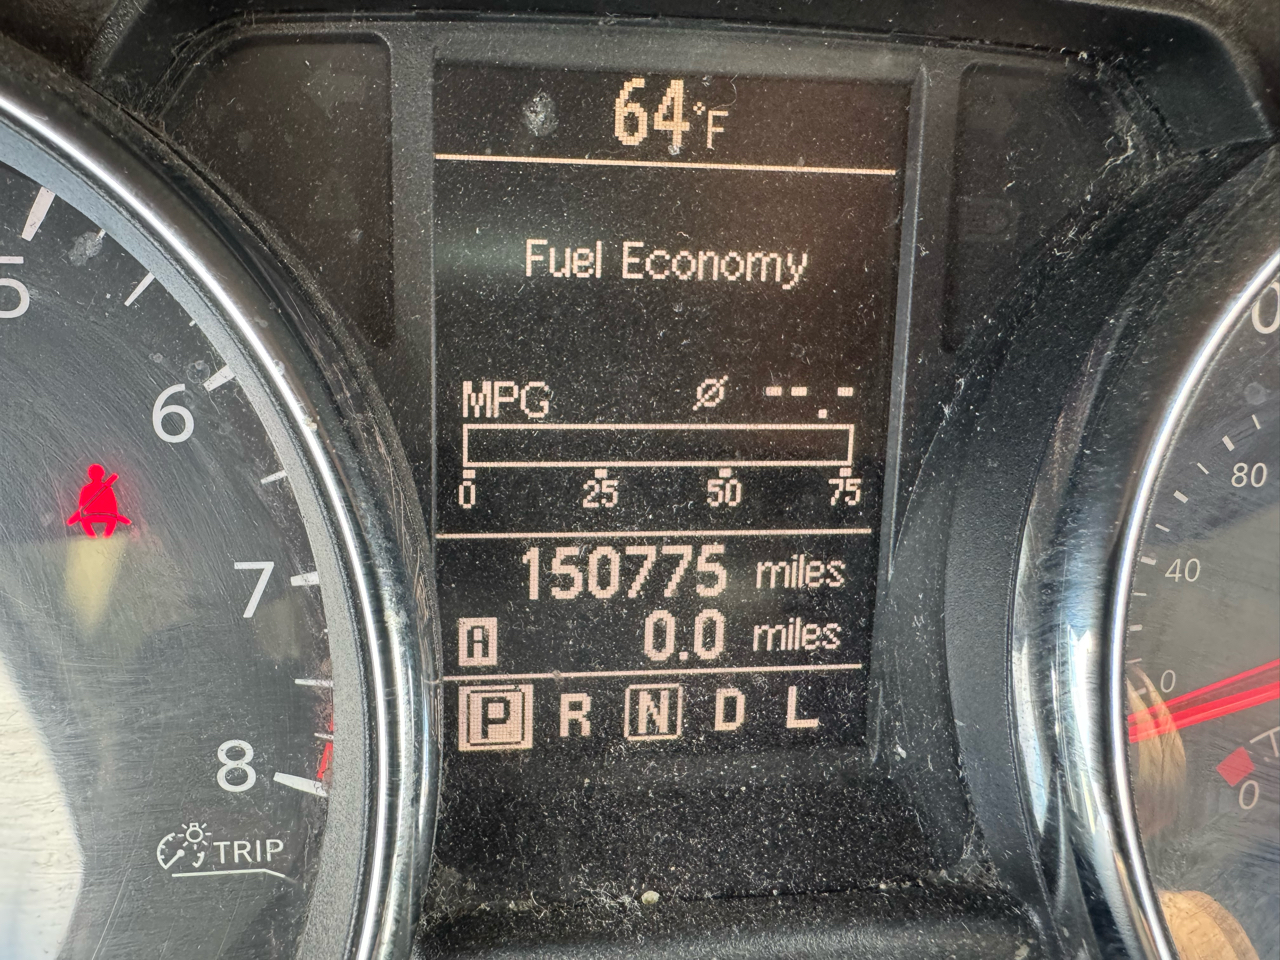 64°F
Fuel Economy
MPG Ø --.-
0 25 50 75
150775 miles
A 0.0 miles
P R N D L
5
6
7
8
TRIP
80
40
0
0